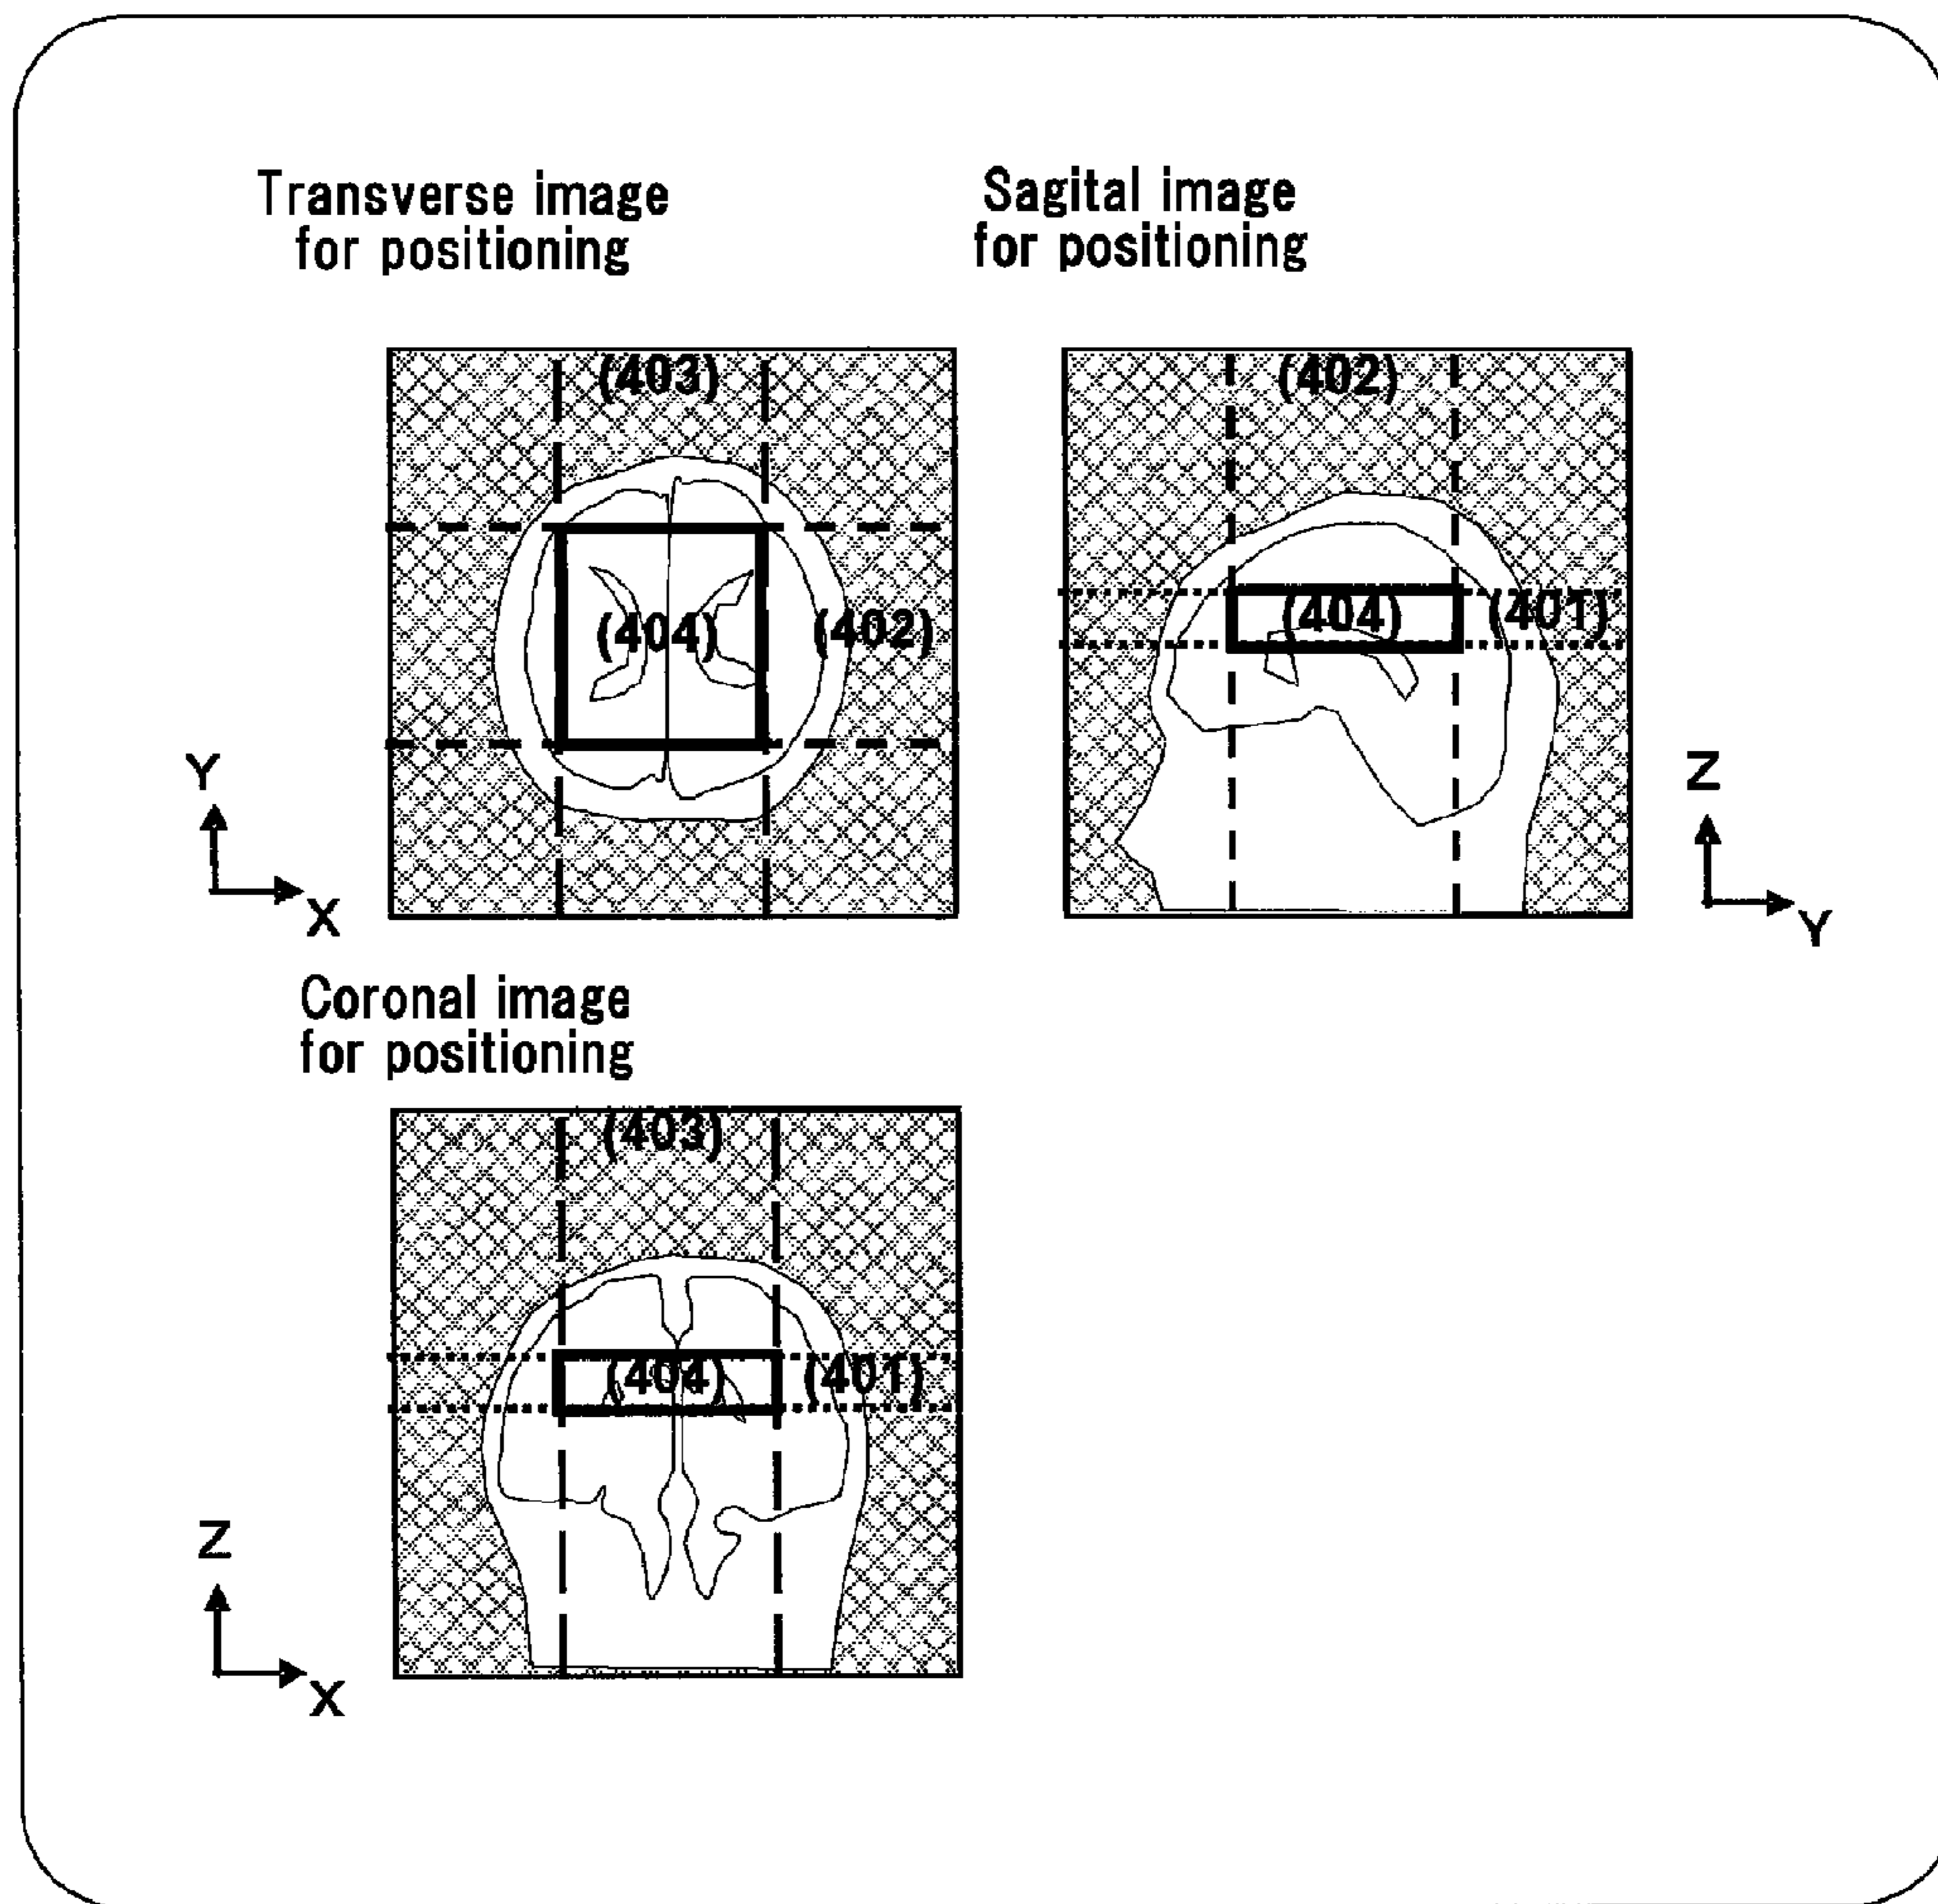 Transverse image
for positioning
Sagital image
for positioning
(403)
(404)
(402)
Y
X
(402)
(404)
(401)
Z
Y
Coronal image
for positioning
(403)
(404)
(401)
Z
X